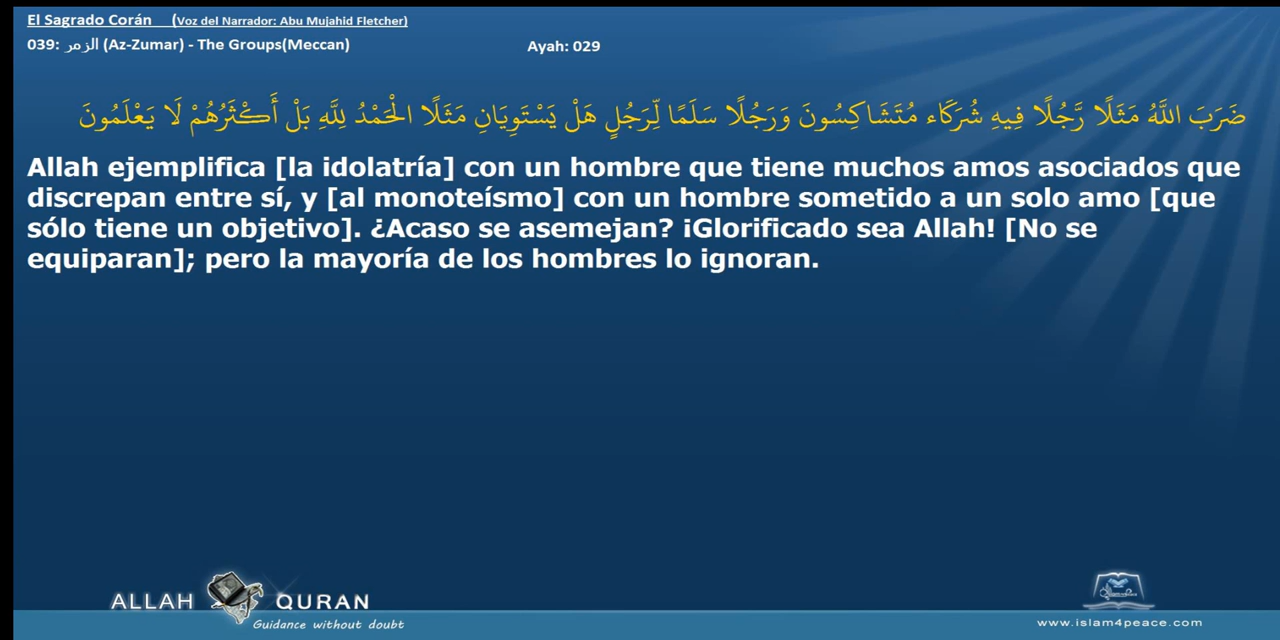 El Sagrado Corán (Voz del Narrador: Abu Mujahid Fletcher)
039: الزمر (Az-Zumar) - The Groups(Meccan) Ayah: 029
ضَرَبَ اللَّهُ مَثَلًا رَّجُلًا فِيهِ شُرَكَاء مُتَشَاكِسُونَ وَرَجُلًا سَلَمًا لِّرَجُلٍ هَلْ يَسْتَوِيَانِ مَثَلًا الْحَمْدُ لِلَّهِ بَلْ أَكْثَرُهُمْ لَا يَعْلَمُونَ
Allah ejemplifica [la idolatría] con un hombre que tiene muchos amos asociados que
discrepan entre sí, y [al monoteísmo] con un hombre sometido a un solo amo [que
sólo tiene un objetivo]. ¿Acaso se asemejan? ¡Glorificado sea Allah! [No se
equiparan]; pero la mayoría de los hombres lo ignoran.
ALLAH QURAN
Guidance without doubt
www.islam4peace.com